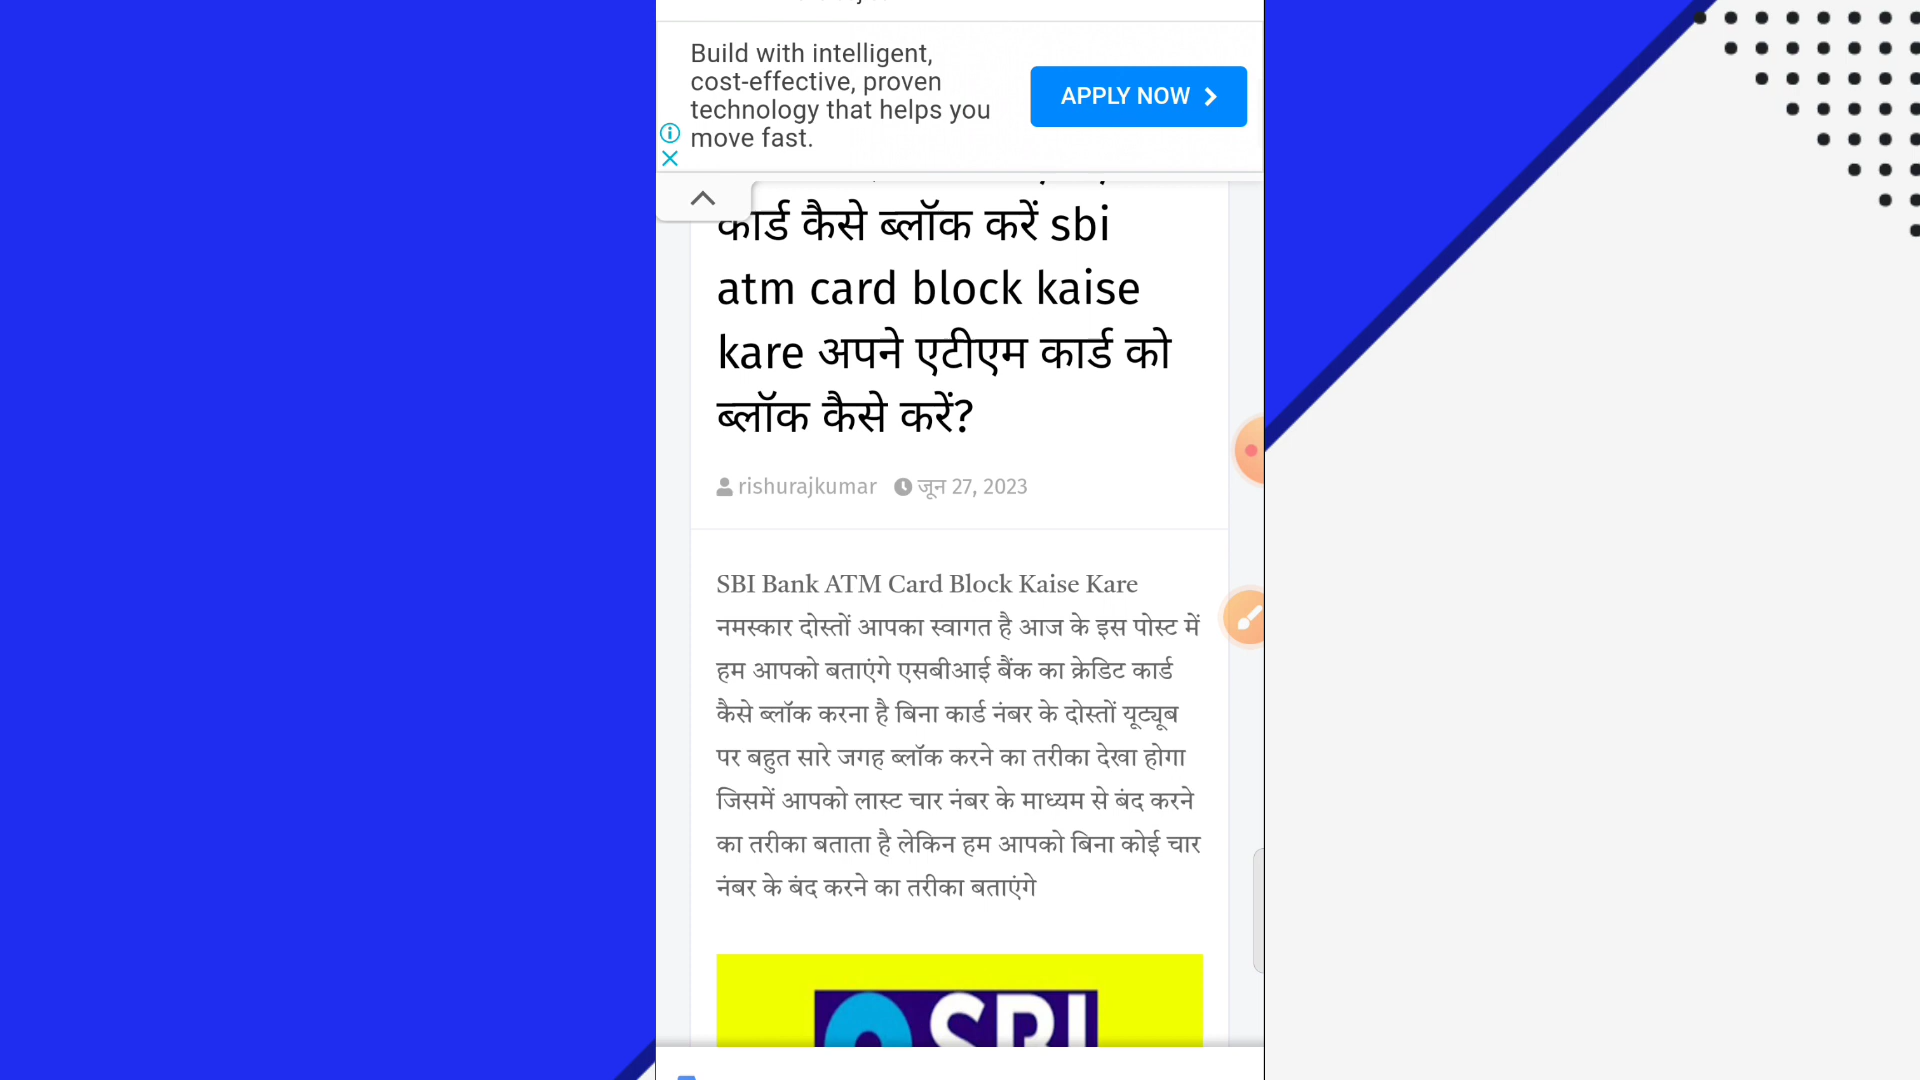 Build with intelligent,
cost-effective, proven
technology that helps you
move fast.
APPLY NOW
कार्ड कैसे ब्लॉक करें sbi
atm card block kaise
kare अपने एटीएम कार्ड को
ब्लॉक कैसे करें?
rishurajkumar जून 27, 2023
SBI Bank ATM Card Block Kaise Kare
नमस्कार दोस्तों आपका स्वागत है आज के इस पोस्ट में
हम आपको बताएंगे एसबीआई बैंक का क्रेडिट कार्ड
कैसे ब्लॉक करना है बिना कार्ड नंबर के दोस्तों यूट्यूब
पर बहुत सारे जगह ब्लॉक करने का तरीका देखा होगा
जिसमें आपको लास्ट चार नंबर के माध्यम से बंद करने
का तरीका बताता है लेकिन हम आपको बिना कोई चार
नंबर के बंद करने का तरीका बताएंगे
SBI